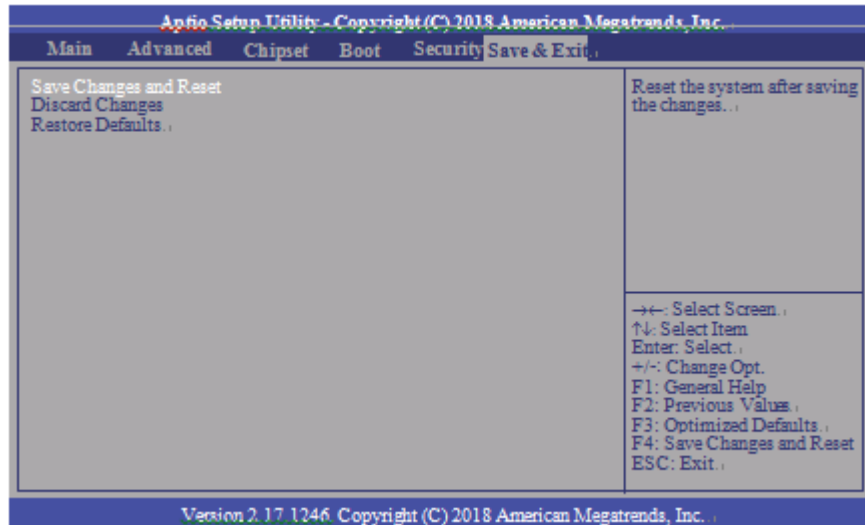 Aptio Setup Utility - Copyright (C) 2018 American Megatrends, Inc.
Main Advanced Chipset Boot Security Save & Exit
Save Changes and Reset
Discard Changes
Restore Defaults
Reset the system after saving
the changes.
→←: Select Screen
↑↓: Select Item
Enter: Select
+/-: Change Opt.
F1: General Help
F2: Previous Values
F3: Optimized Defaults
F4: Save Changes and Reset
ESC: Exit
Version 2.17.1246. Copyright (C) 2018 American Megatrends, Inc.